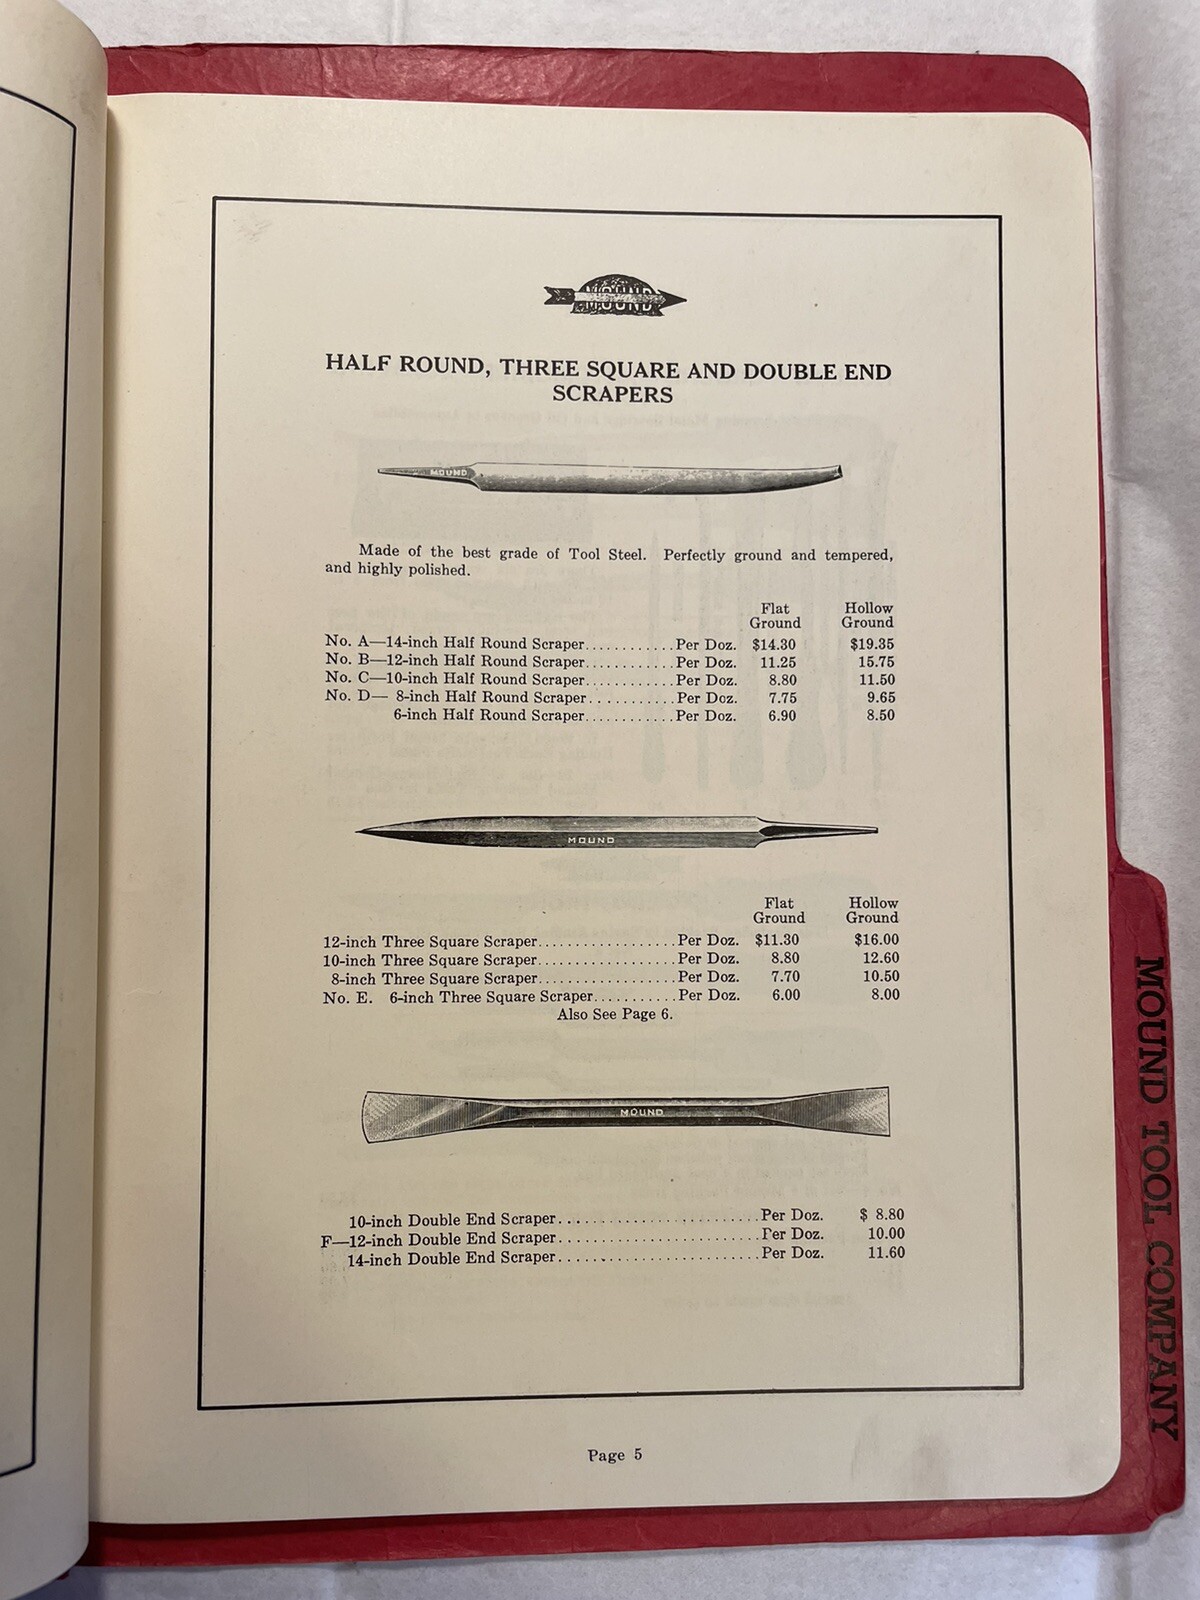 MOUND
HALF ROUND, THREE SQUARE AND DOUBLE END
SCRAPERS
MOUND
Made of the best grade of Tool Steel. Perfectly ground and tempered,
and highly polished.
Flat Hollow
Ground Ground
No. A—14-inch Half Round Scraper............Per Doz. $14.30 $19.35
No. B—12-inch Half Round Scraper............Per Doz. 11.25 15.75
No. C—10-inch Half Round Scraper............Per Doz. 8.80 11.50
No. D— 8-inch Half Round Scraper............Per Doz. 7.75 9.65
6-inch Half Round Scraper............Per Doz. 6.90 8.50
MOUND
Flat Hollow
Ground Ground
12-inch Three Square Scraper...................Per Doz. $11.30 $16.00
10-inch Three Square Scraper...................Per Doz. 8.80 12.60
8-inch Three Square Scraper...................Per Doz. 7.70 10.50
No. E. 6-inch Three Square Scraper...........Per Doz. 6.00 8.00
Also See Page 6.
MOUND
10-inch Double End Scraper...........................Per Doz. $ 8.80
F—12-inch Double End Scraper...........................Per Doz. 10.00
14-inch Double End Scraper...........................Per Doz. 11.60
Page 5
MOUND TOOL COMPANY